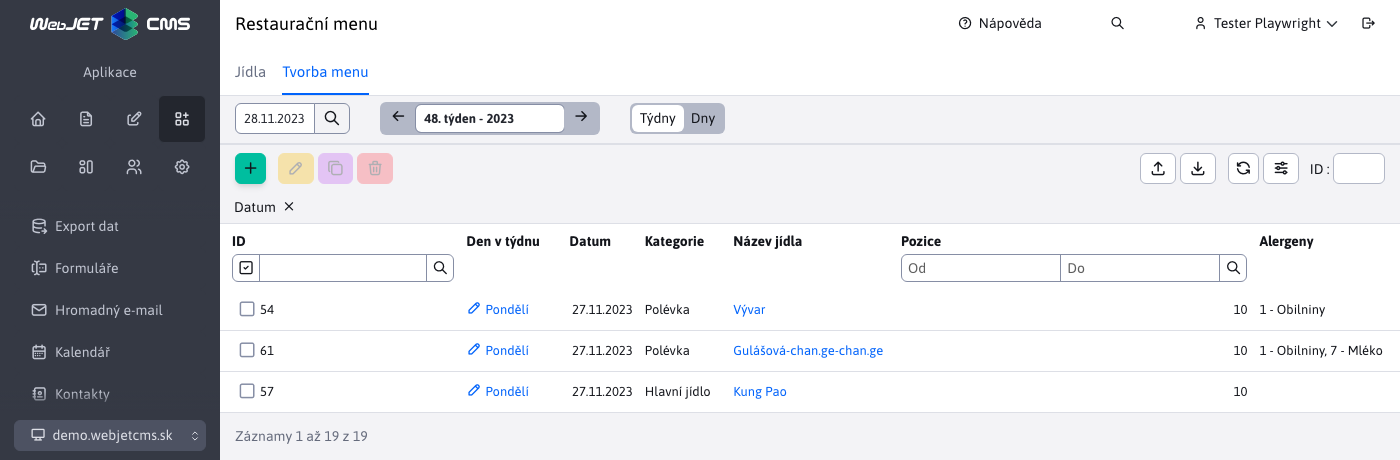 WebJET CMS
Restaurační menu
Nápověda
Tester Playwright
Aplikace
Jídla
Tvorba menu
28.11.2023
48. týden - 2023
Týdny
Dny
ID :
Datum ×
ID
Den v týdnu
Datum
Kategorie
Název jídla
Pozice
Alergeny
Od
Do
54 Pondělí 27.11.2023 Polévka Vývar 10 1 - Obilniny
61 Pondělí 27.11.2023 Polévka Gulášová-chan.ge-chan.ge 10 1 - Obilniny, 7 - Mléko
57 Pondělí 27.11.2023 Hlavní jídlo Kung Pao 10
Záznamy 1 až 19 z 19
Export dat
Formuláře
Hromadný e-mail
Kalendář
Kontakty
demo.webjetcms.sk